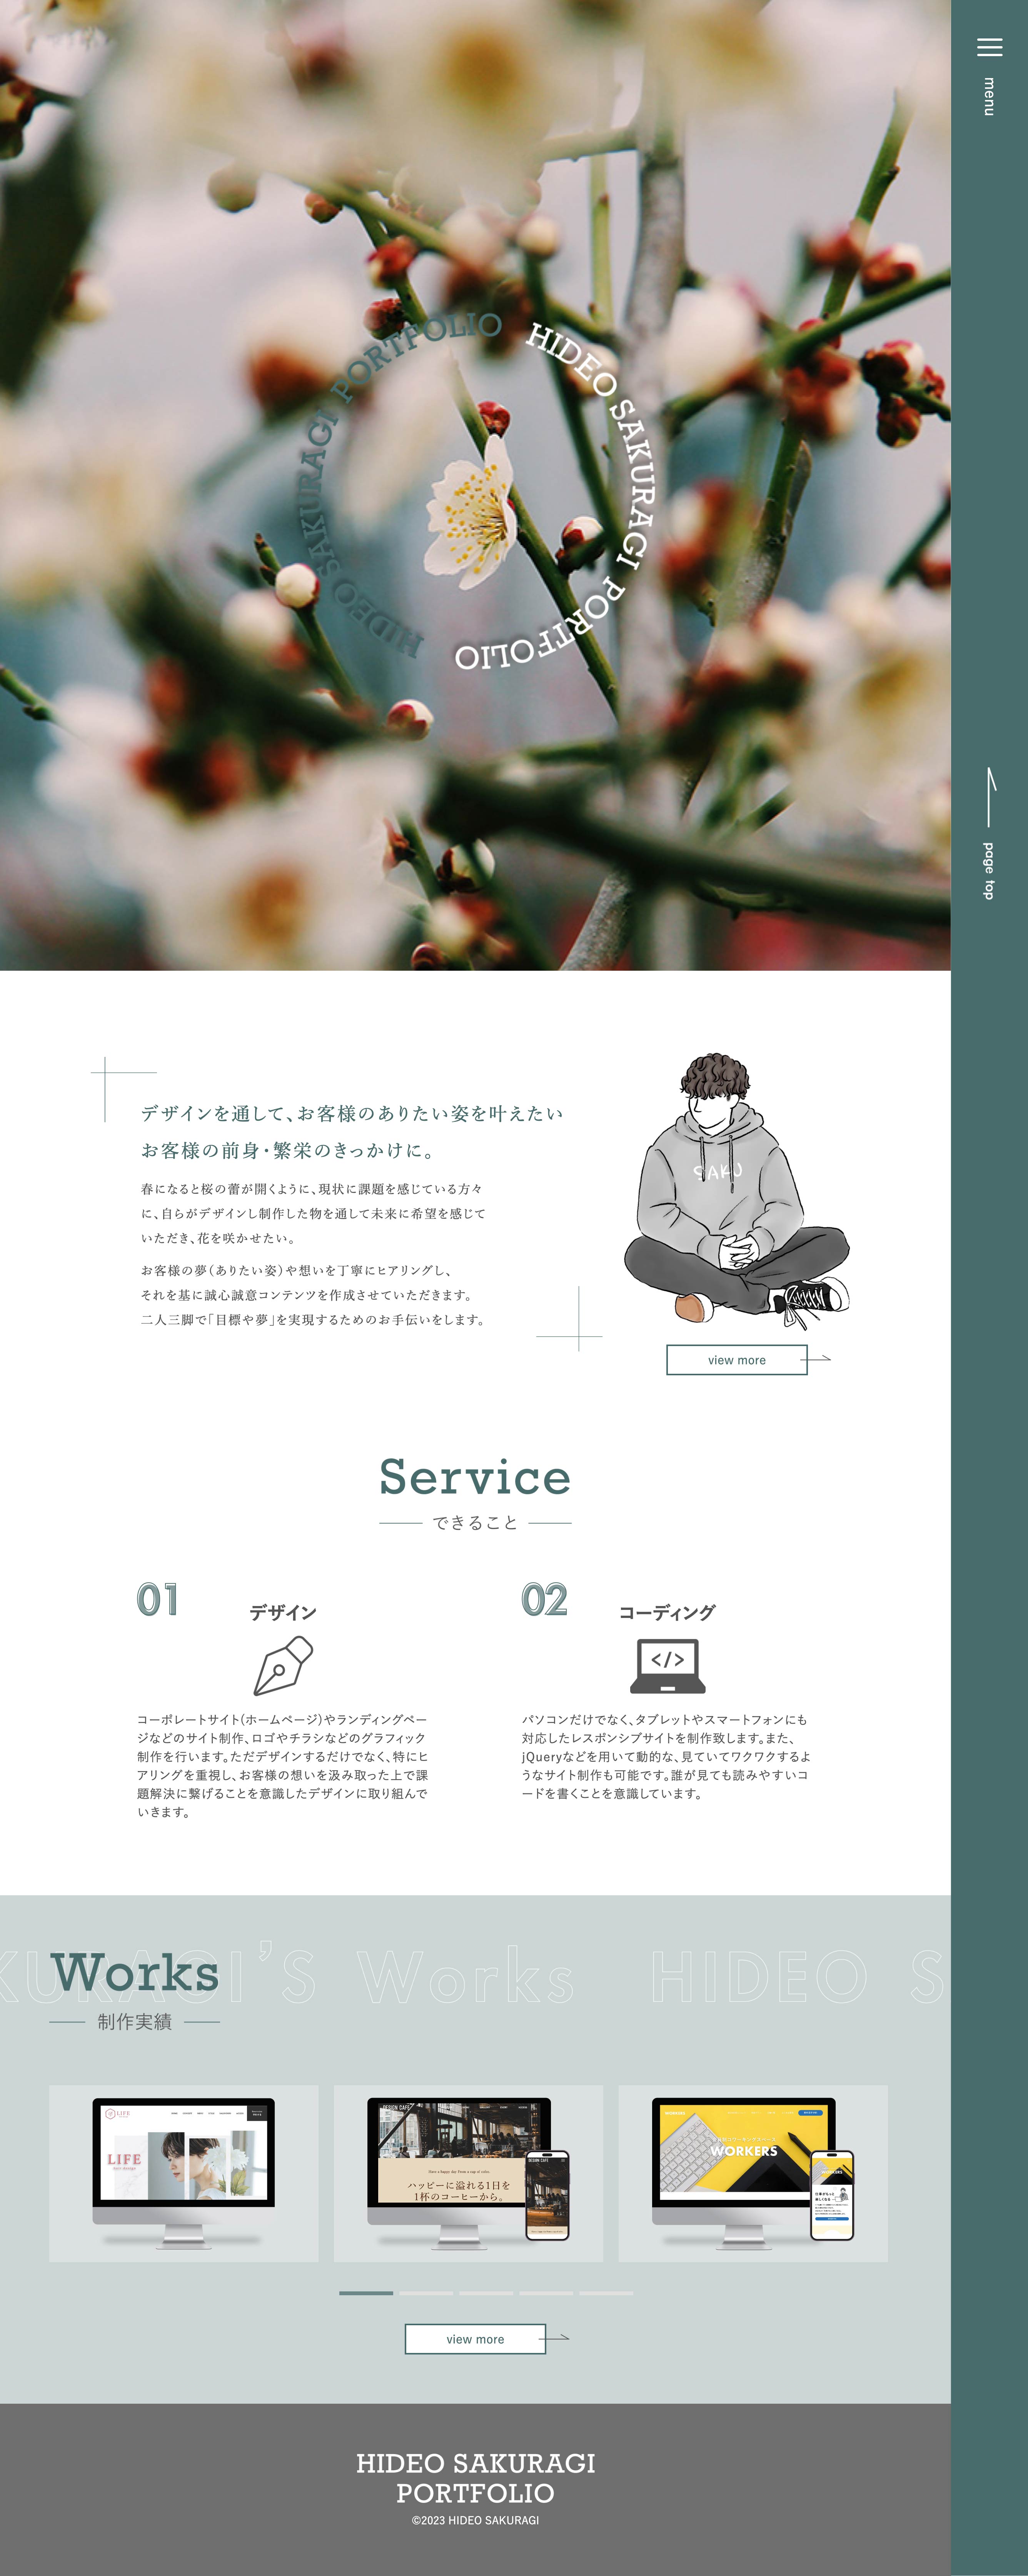 menu
HIDEO SAKURAGI PORTFOLIO
HIDEO SAKURAGI PORTFOLIO
page top
デザインを通して、お客様のありたい姿を叶えたい
お客様の前身・繁栄のきっかけに。
春になると桜の蕾が開くように、現状に課題を感じている方々
に、自らがデザインし制作した物を通して未来に希望を感じて
いただき、花を咲かせたい。
お客様の夢（ありたい姿）や想いを丁寧にヒアリングし、
それを基に誠心誠意コンテンツを作成させていただきます。
二人三脚で「目標や夢」を実現するためのお手伝いをします。
SAKU
view more
Service
できること
01
デザイン
コーポレートサイト(ホームページ)やランディングペー
ジなどのサイト制作、ロゴやチラシなどのグラフィック
制作を行います。ただデザインするだけでなく、特にヒ
アリングを重視し、お客様の想いを汲み取った上で課
題解決に繋げることを意識したデザインに取り組んで
いきます。
02
コーディング
</>
パソコンだけでなく、タブレットやスマートフォンにも
対応したレスポンシブサイトを制作致します。また、
jQueryなどを用いて動的な、見ていてワクワクするよ
うなサイト制作も可能です。誰が見ても読みやすいコ
ードを書くことを意識しています。
KURAGI’S Works HIDEO S
Works
制作実績
LIFE
LIFE
DESIGN CAFE
Have a happy day from a cup of color.
ハッピーに溢れる1日を
1杯のコーヒーから。
DESIGN CAFE
WORKERS
view more
HIDEO SAKURAGI
PORTFOLIO
©2023 HIDEO SAKURAGI